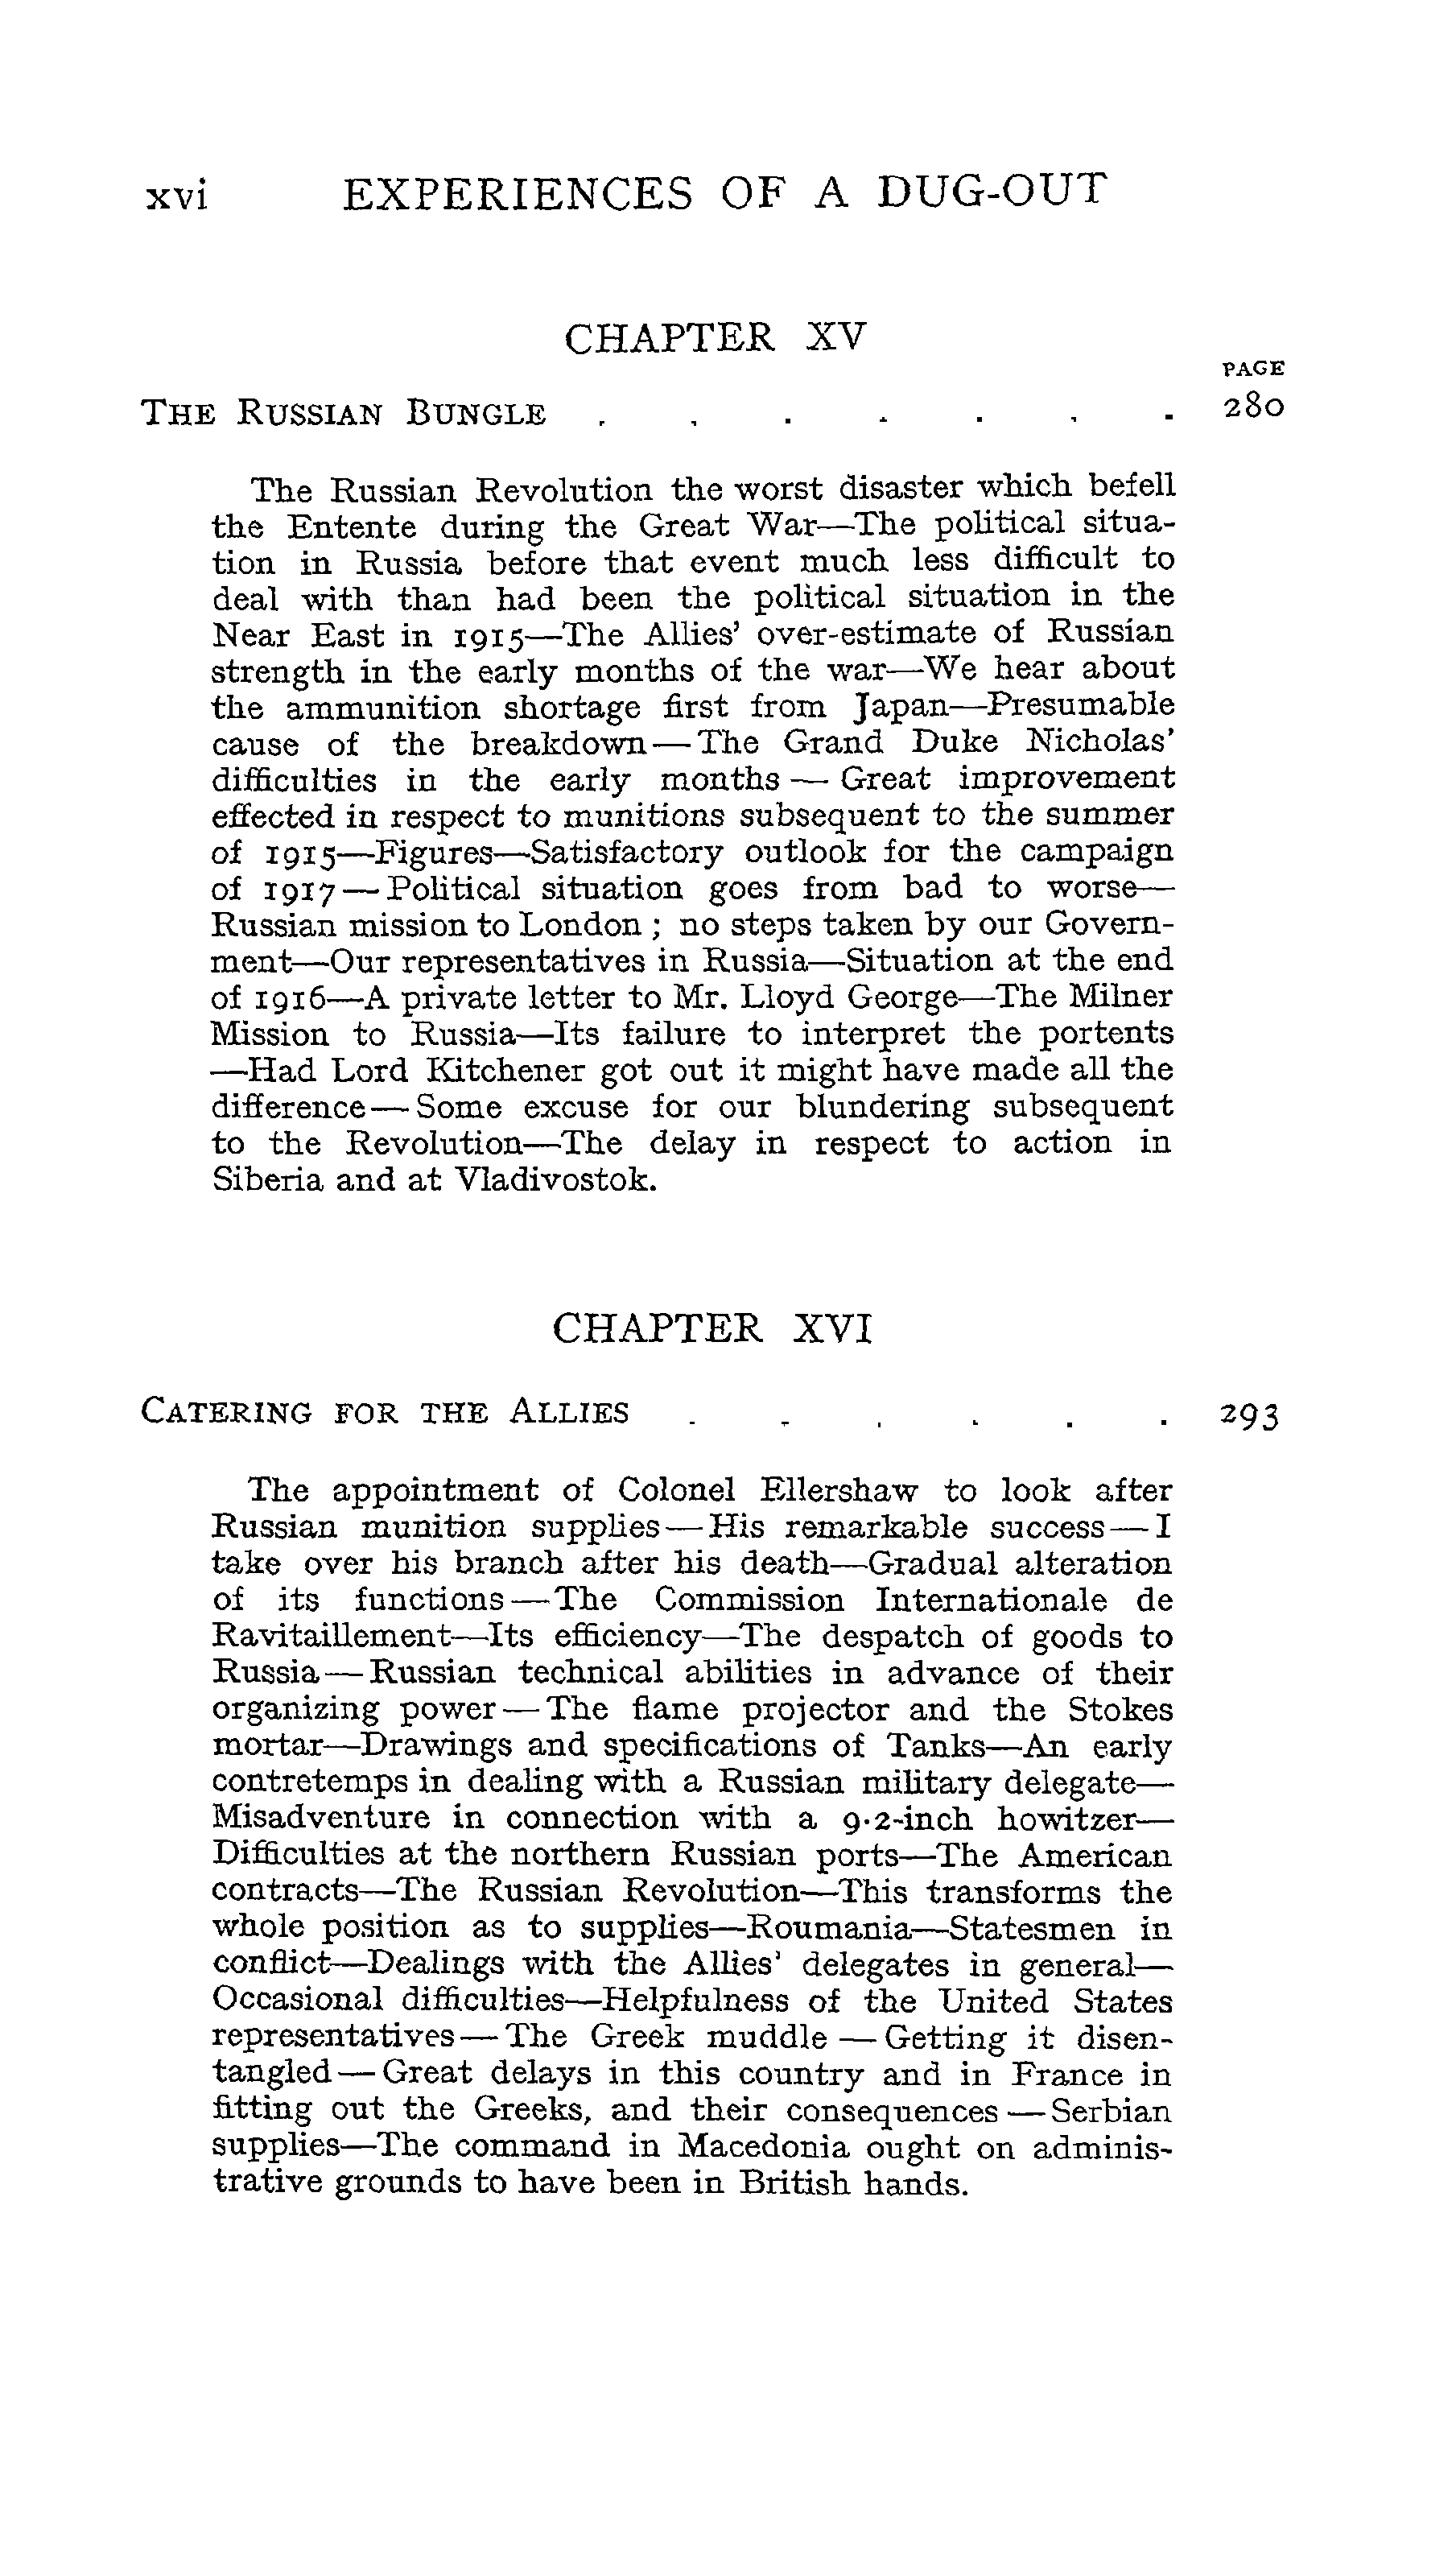 xvi EXPERIENCES OF A DUG-OUT
CHAPTER XV
PAGE
THE RUSSIAN BUNGLE . . . . . . . 280
The Russian Revolution the worst disaster which befell
the Entente during the Great War—The political situa-
tion in Russia before that event much less difficult to
deal with than had been the political situation in the
Near East in 1915—The Allies' over-estimate of Russian
strength in the early months of the war—We hear about
the ammunition shortage first from Japan—Presumable
cause of the breakdown—The Grand Duke Nicholas'
difficulties in the early months—Great improvement
effected in respect to munitions subsequent to the summer
of 1915—Figures—Satisfactory outlook for the campaign
of 1917—Political situation goes from bad to worse—
Russian mission to London ; no steps taken by our Govern-
ment—Our representatives in Russia—Situation at the end
of 1916—A private letter to Mr. Lloyd George—The Milner
Mission to Russia—Its failure to interpret the portents
—Had Lord Kitchener got out it might have made all the
difference—Some excuse for our blundering subsequent
to the Revolution—The delay in respect to action in
Siberia and at Vladivostok.
CHAPTER XVI
CATERING FOR THE ALLIES . . . . . . 293
The appointment of Colonel Ellershaw to look after
Russian munition supplies—His remarkable success—I
take over his branch after his death—Gradual alteration
of its functions—The Commission Internationale de
Ravitaillement—Its efficiency—The despatch of goods to
Russia—Russian technical abilities in advance of their
organizing power—The flame projector and the Stokes
mortar—Drawings and specifications of Tanks—An early
contretemps in dealing with a Russian military delegate—
Misadventure in connection with a 9·2-inch howitzer—
Difficulties at the northern Russian ports—The American
contracts—The Russian Revolution—This transforms the
whole position as to supplies—Roumania—Statesmen in
conflict—Dealings with the Allies' delegates in general—
Occasional difficulties—Helpfulness of the United States
representatives—The Greek muddle—Getting it disen-
tangled—Great delays in this country and in France in
fitting out the Greeks, and their consequences—Serbian
supplies—The command in Macedonia ought on adminis-
trative grounds to have been in British hands.